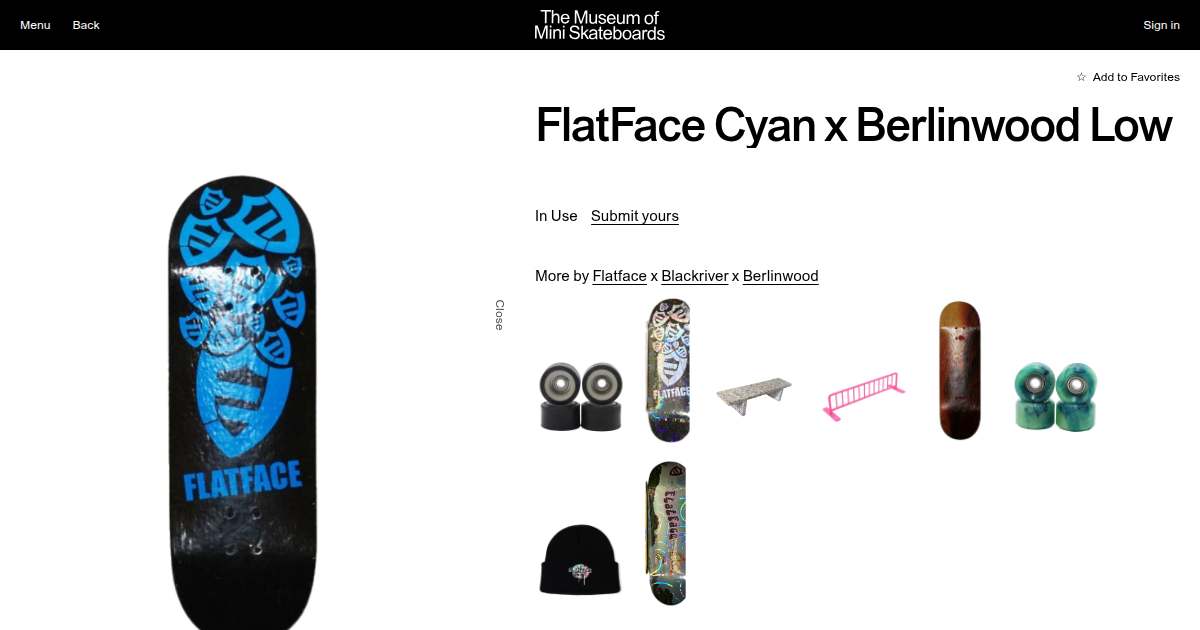 Menu
Back
The Museum of
Mini Skateboards
Sign in
☆ Add to Favorites
FlatFace Cyan x Berlinwood Low
In Use Submit yours
More by Flatface x Blackriver x Berlinwood
Close
FLATFACE
FLATFACE